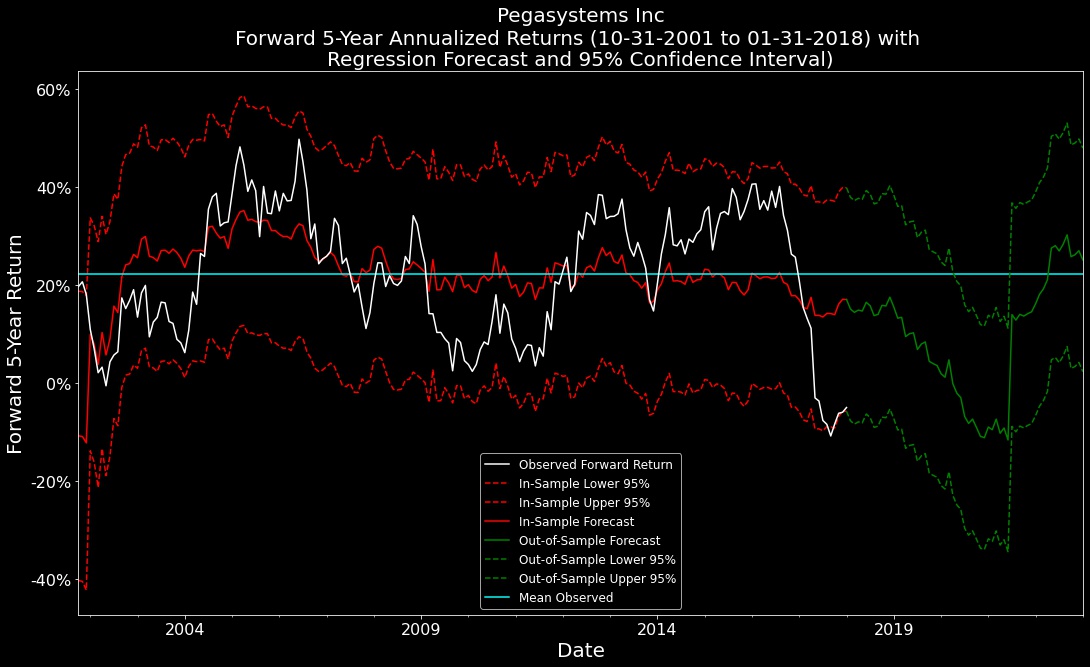 Pegasystems Inc
Forward 5-Year Annualized Returns (10-31-2001 to 01-31-2018) with
Regression Forecast and 95% Confidence Interval)
Forward 5-Year Return
60%
40%
20%
0%
-20%
-40%
Observed Forward Return
In-Sample Lower 95%
In-Sample Upper 95%
In-Sample Forecast
Out-of-Sample Forecast
Out-of-Sample Lower 95%
Out-of-Sample Upper 95%
Mean Observed
2004
2009
2014
2019
Date